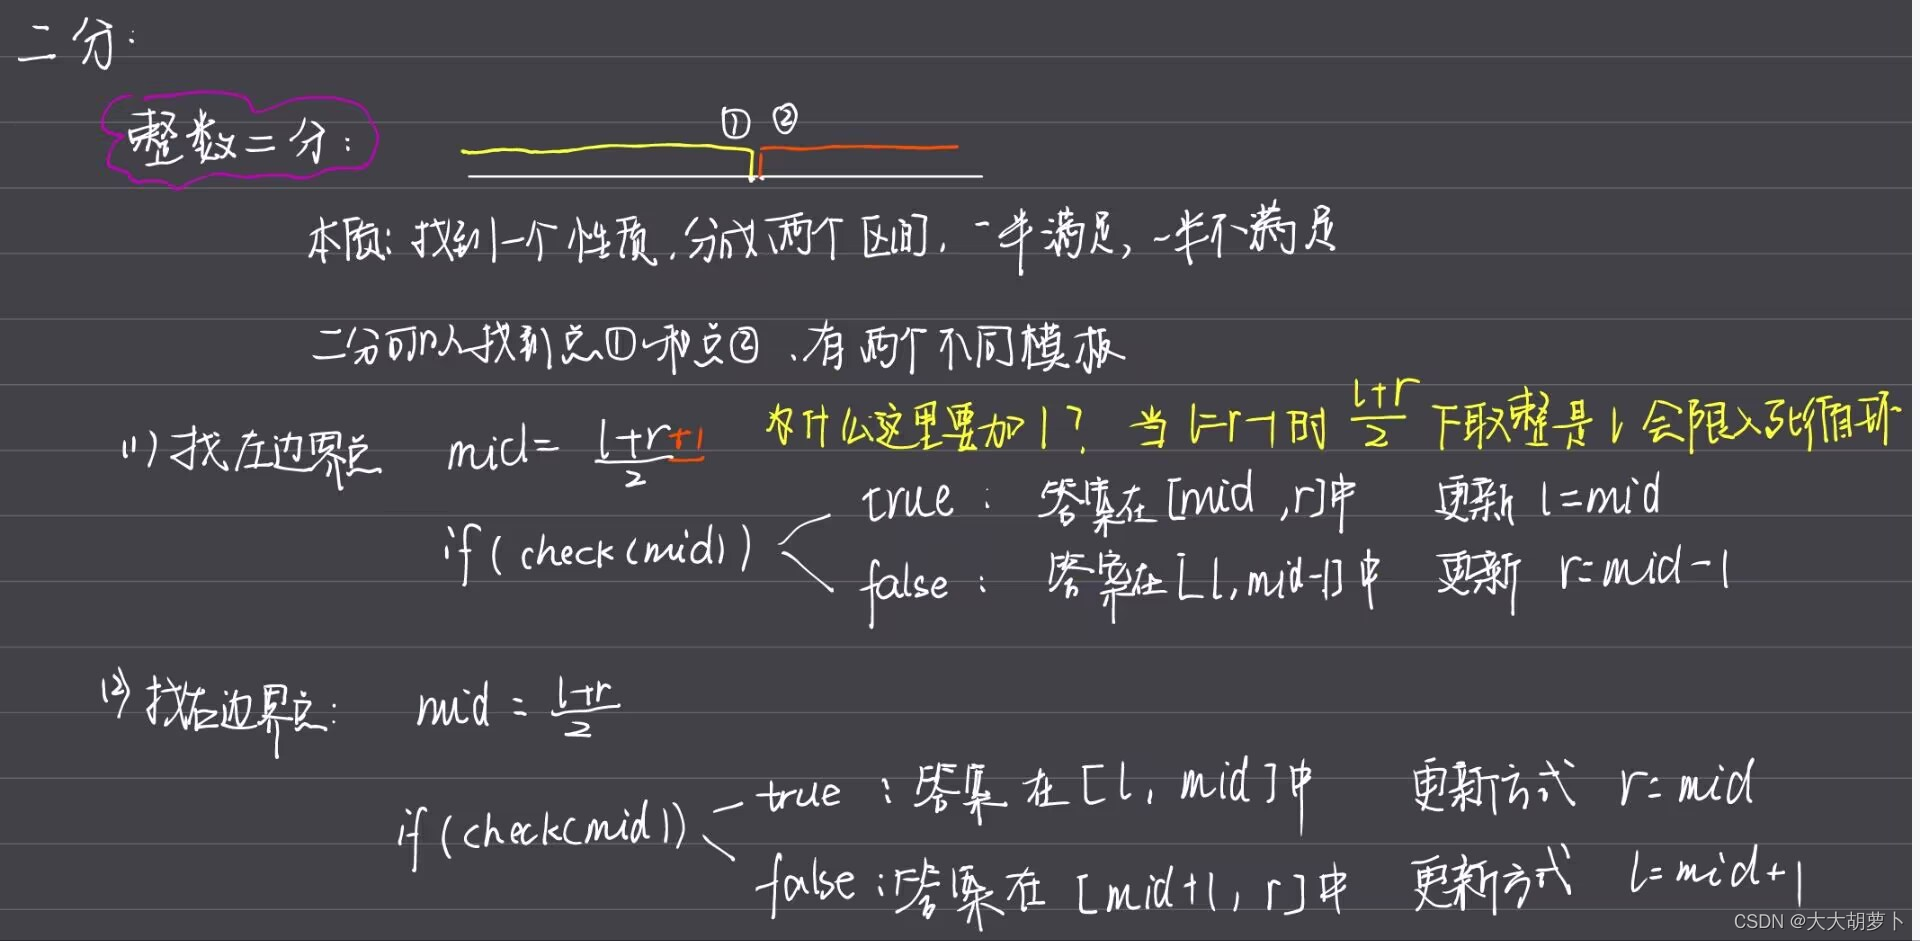 二分：
整数二分：
① ②
本质：找到一个性质，分成两个区间，一半满足，一半不满足
二分可以找到点①和点②、有两个不同模板
(1) 找左边界点 mid = (l+r+1)/2 为什么这里要加1？当 l=r-1时 (l+r)/2 下取整是 l 会陷入死循环
if (check(mid)) true： 答案在[mid，r]中 更新 l=mid
false： 答案在[l，mid-1]中 更新 r=mid-1
(2) 找右边界点： mid = (l+r)/2
if (check(mid)) true：答案在[l，mid]中 更新方式 r=mid
false：答案在[mid+1，r]中 更新方式 l=mid+1
CSDN @大大胡萝卜